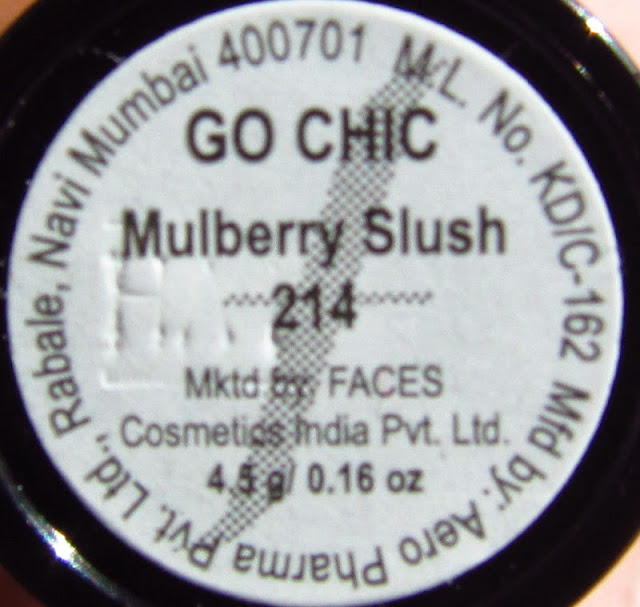 GO CHIC
Mulberry Slush
214
Mktd by: FACES
Cosmetics India Pvt. Ltd.
4.5 g/ 0.16 oz
M/L. No. KD/C-162 Mfd by: Aero Pharma Pvt. Ltd., Rabale, Navi Mumbai 400701